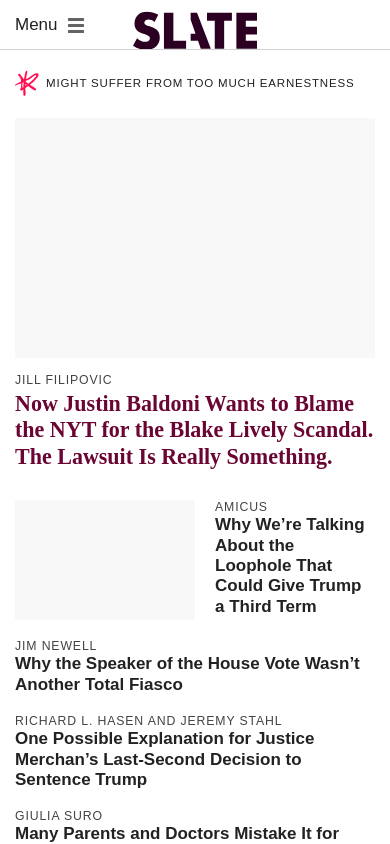 Menu
SLATE
MIGHT SUFFER FROM TOO MUCH EARNESTNESS
JILL FILIPOVIC
Now Justin Baldoni Wants to Blame
the NYT for the Blake Lively Scandal.
The Lawsuit Is Really Something.
AMICUS
Why We’re Talking
About the
Loophole That
Could Give Trump
a Third Term
JIM NEWELL
Why the Speaker of the House Vote Wasn’t
Another Total Fiasco
RICHARD L. HASEN AND JEREMY STAHL
One Possible Explanation for Justice
Merchan’s Last-Second Decision to
Sentence Trump
GIULIA SURO
Many Parents and Doctors Mistake It for